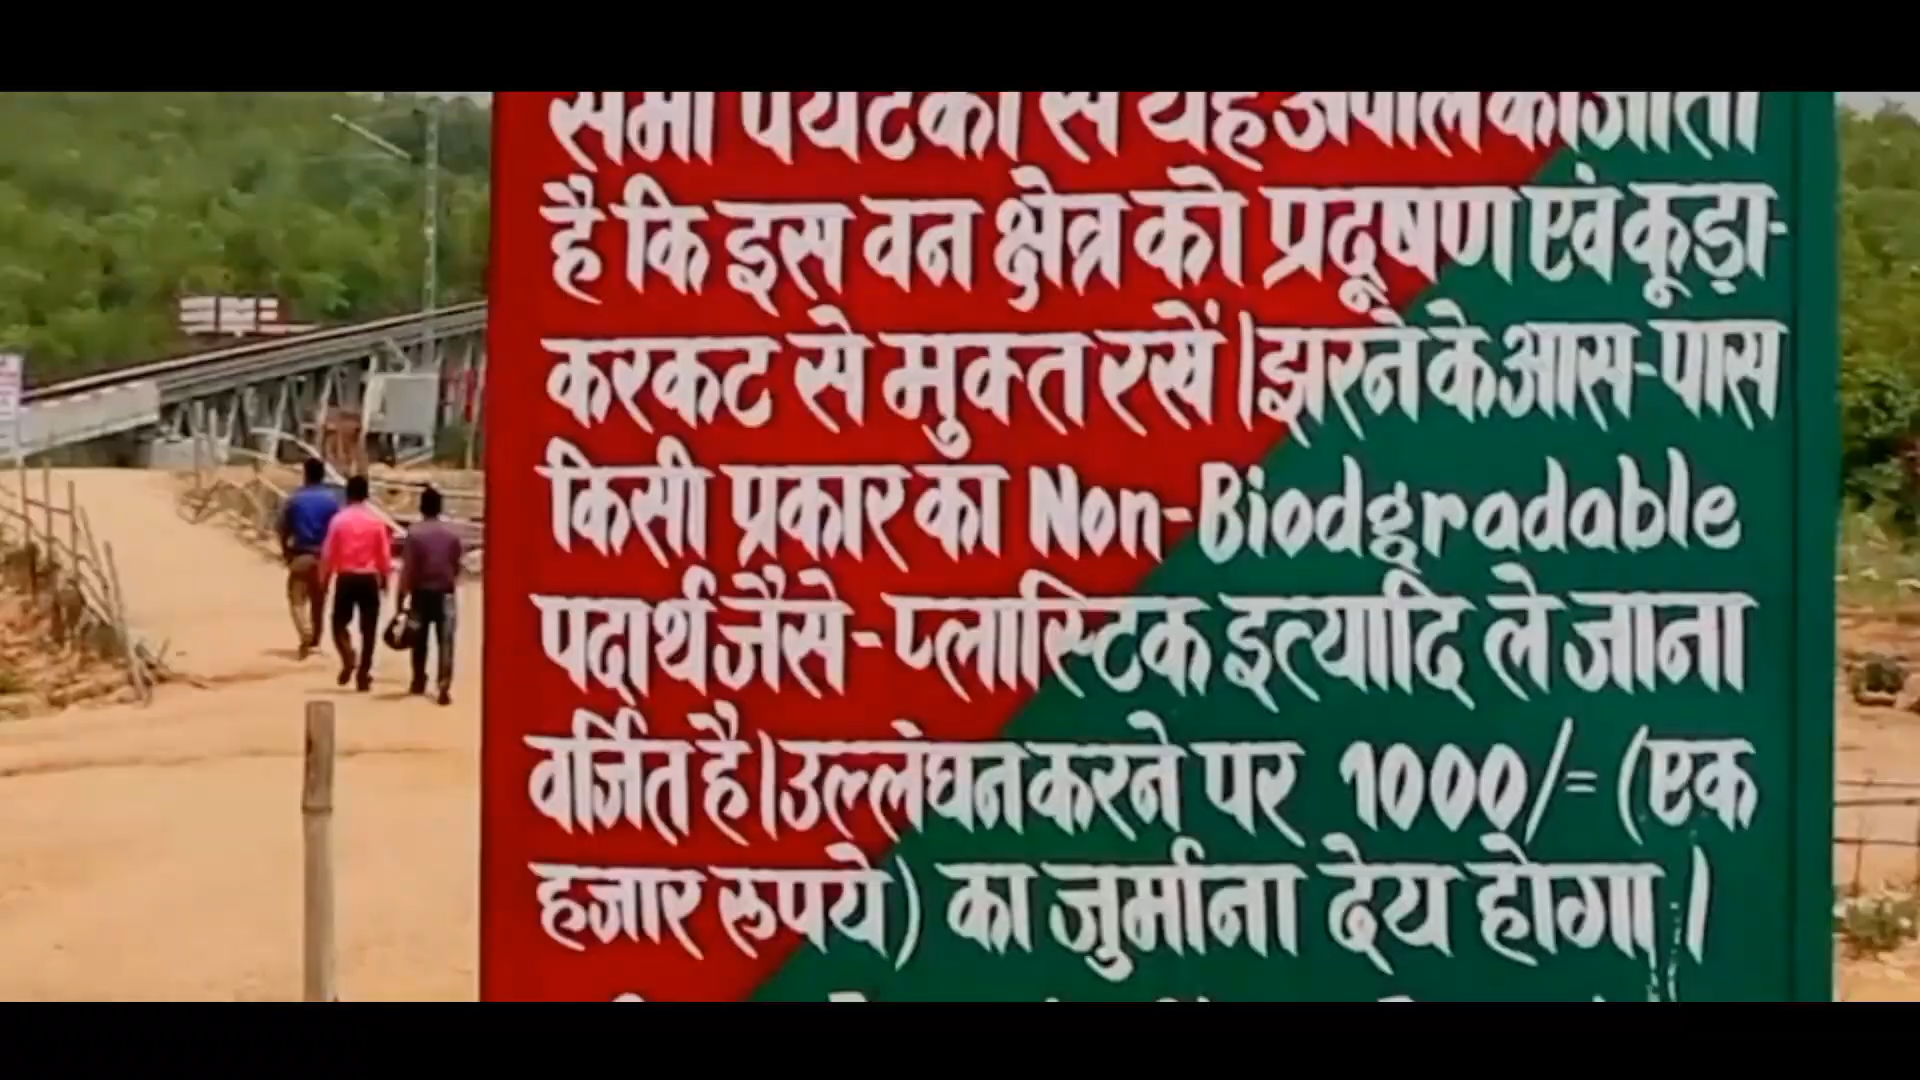 सभी पर्यटकों से यह अपील की जाती
है कि इस वन क्षेत्र को प्रदूषण एवं कूड़ा-
करकट से मुक्त रखें। झरने के आस-पास
किसी प्रकार का Non-Biodgradable
पदार्थ जैसे- प्लास्टिक इत्यादि ले जाना
वर्जित है। उल्लंघन करने पर 1000/= (एक
हजार रूपये) का जुर्माना देय होगा।